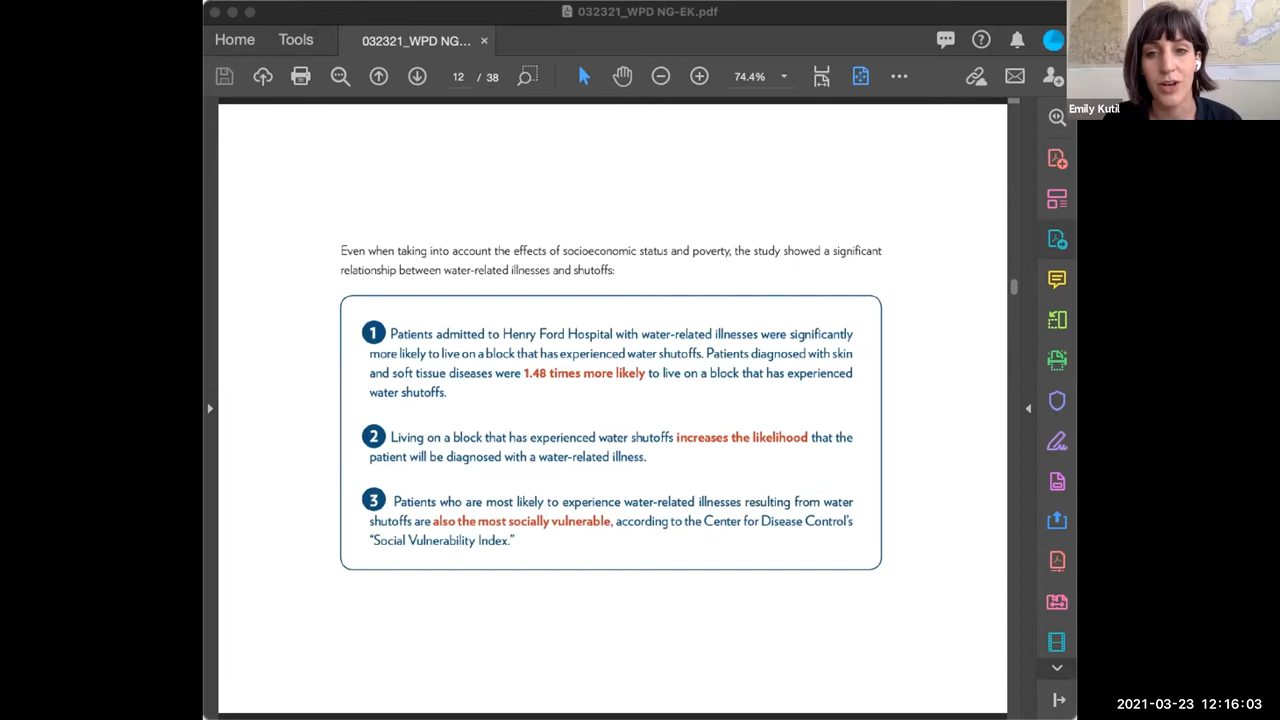 032321_WPD NG-EK.pdf
Home Tools 032321_WPD NG... ×
12 / 38 74.4%
Emily Kutil
Even when taking into account the effects of socioeconomic status and poverty, the study showed a significant
relationship between water-related illnesses and shutoffs:
1 Patients admitted to Henry Ford Hospital with water-related illnesses were significantly
more likely to live on a block that has experienced water shutoffs. Patients diagnosed with skin
and soft tissue diseases were 1.48 times more likely to live on a block that has experienced
water shutoffs.
2 Living on a block that has experienced water shutoffs increases the likelihood that the
patient will be diagnosed with a water-related illness.
3 Patients who are most likely to experience water-related illnesses resulting from water
shutoffs are also the most socially vulnerable, according to the Center for Disease Control's
“Social Vulnerability Index.”
2021-03-23 12:16:03